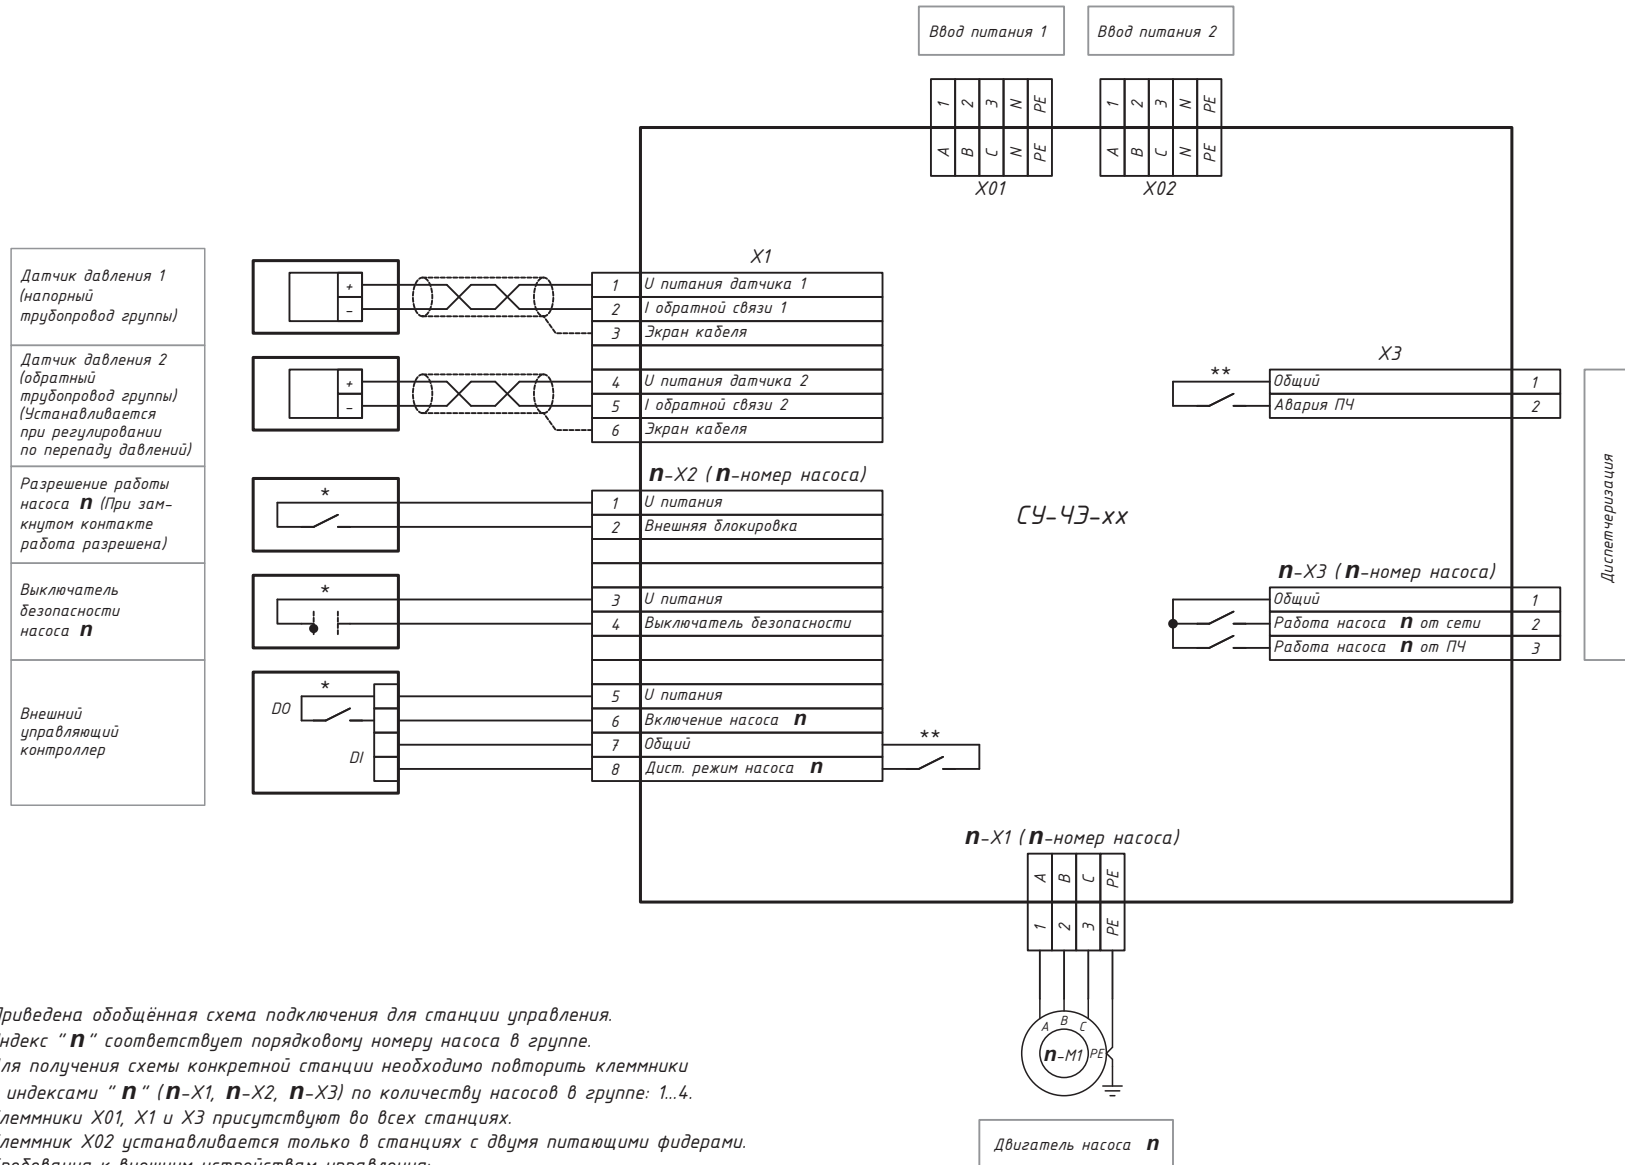 Ввод питания 1
Ввод питания 2
1 2 3 N PE
A B C N PE
X01
1 2 3 N PE
A B C N PE
X02
Датчик давления 1
(напорный
трубопровод группы)
Датчик давления 2
(обратный
трубопровод группы)
(Устанавливается
при регулировании
по перепаду давлений)
Разрешение работы
насоса n (При зам-
кнутом контакте
работа разрешена)
Выключатель
безопасности
насоса n
Внешний
управляющий
контроллер
+
-
+
-
*
*
*
DO
DI
X1
1 U питания датчика 1
2 I обратной связи 1
3 Экран кабеля
4 U питания датчика 2
5 I обратной связи 2
6 Экран кабеля
n-X2 (n-номер насоса)
1 U питания
2 Внешняя блокировка
3 U питания
4 Выключатель безопасности
5 U питания
6 Включение насоса n
7 Общий
8 Дист. режим насоса n
**
СУ-ЧЭ-xx
X3
**
Общий 1
Авария ПЧ 2
n-X3 (n-номер насоса)
Общий 1
Работа насоса n от сети 2
Работа насоса n от ПЧ 3
Диспетчеризация
n-X1 (n-номер насоса)
A B C PE
1 2 3 PE
A B C
n-M1 PE
Двигатель насоса n
Приведена обобщённая схема подключения для станции управления.
ндекс "n" соответствует порядковому номеру насоса в группе.
ля получения схемы конкретной станции необходимо повторить клеммники
индексами "n" (n-X1, n-X2, n-X3) по количеству насосов в группе: 1...4.
леммники X01, X1 и X3 присутствуют во всех станциях.
леммник X02 устанавливается только в станциях с двумя питающими фидерами.